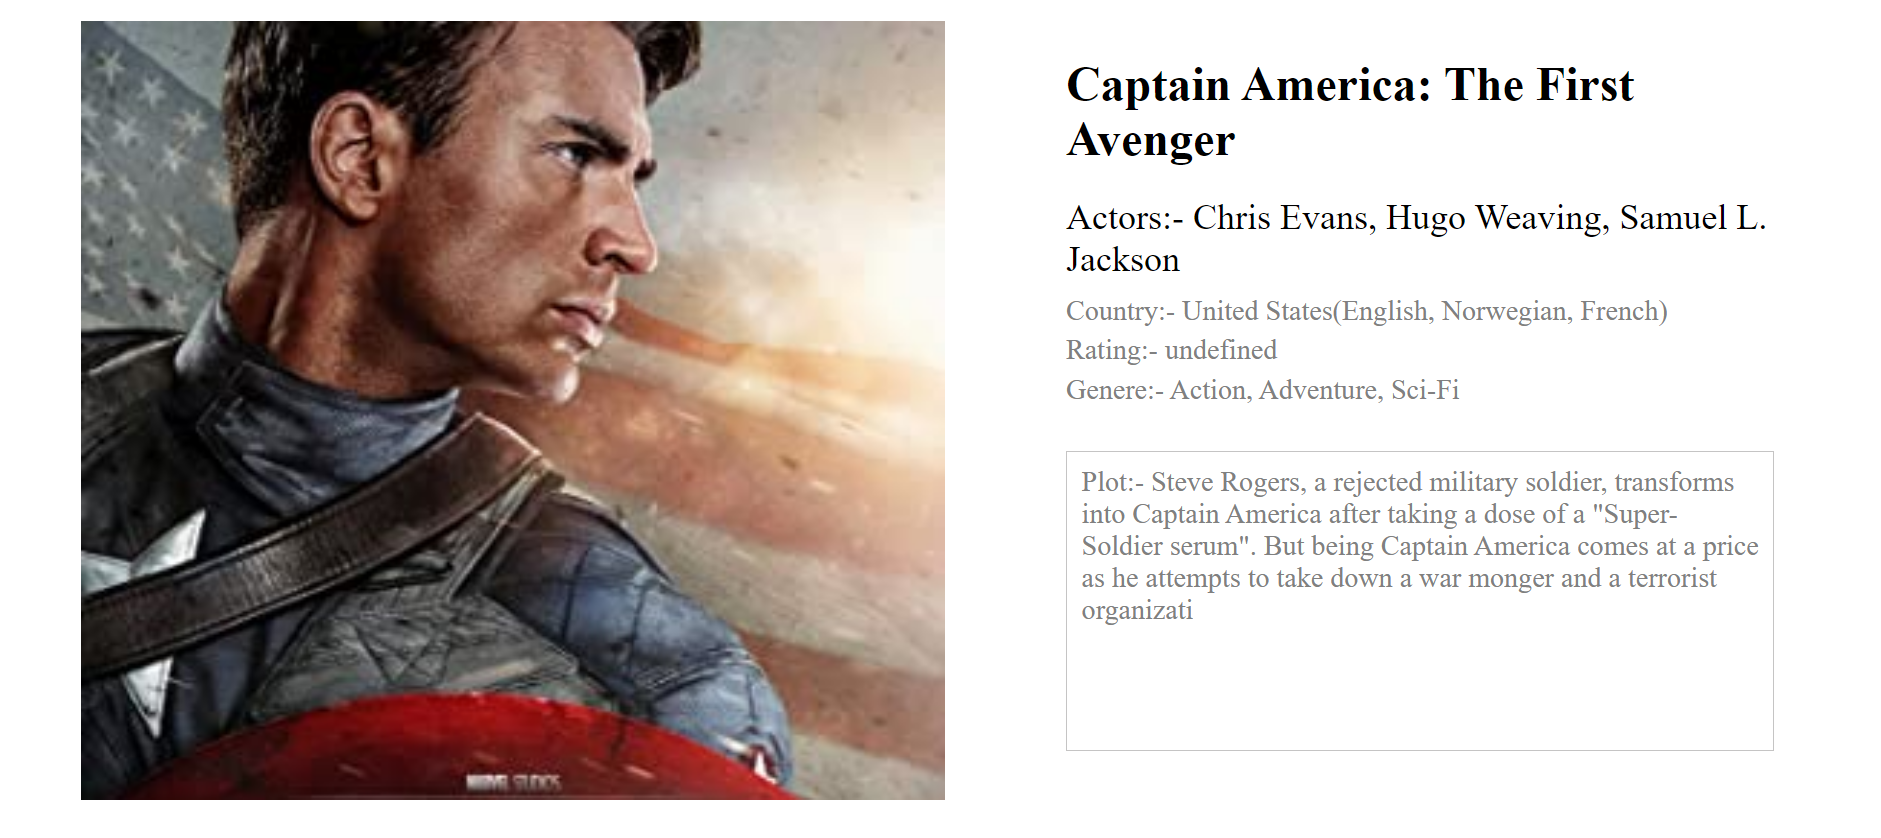 Captain America: The First
Avenger
Actors:- Chris Evans, Hugo Weaving, Samuel L.
Jackson
Country:- United States(English, Norwegian, French)
Rating:- undefined
Genere:- Action, Adventure, Sci-Fi
Plot:- Steve Rogers, a rejected military soldier, transforms
into Captain America after taking a dose of a "Super-
Soldier serum". But being Captain America comes at a price
as he attempts to take down a war monger and a terrorist
organizati
MARVEL STUDIOS